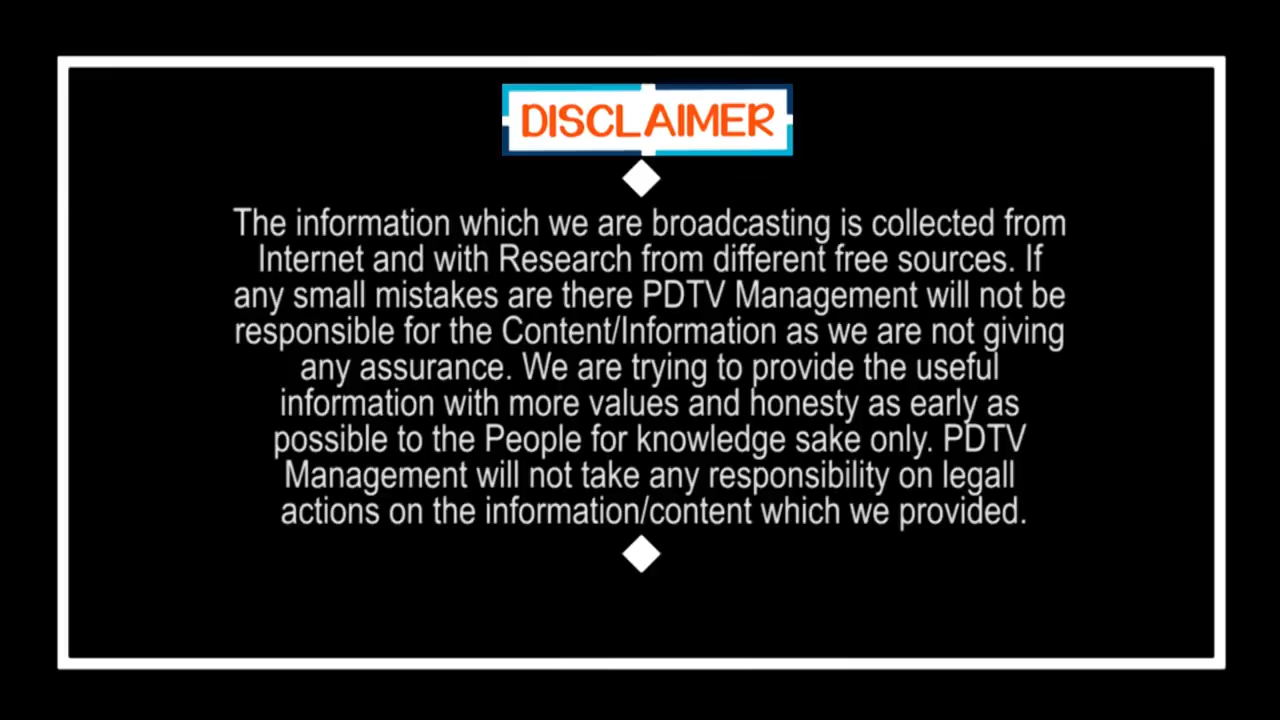 DISCLAIMER
The information which we are broadcasting is collected from
Internet and with Research from different free sources. If
any small mistakes are there PDTV Management will not be
responsible for the Content/Information as we are not giving
any assurance. We are trying to provide the useful
information with more values and honesty as early as
possible to the People for knowledge sake only. PDTV
Management will not take any responsibility on legall
actions on the information/content which we provided.